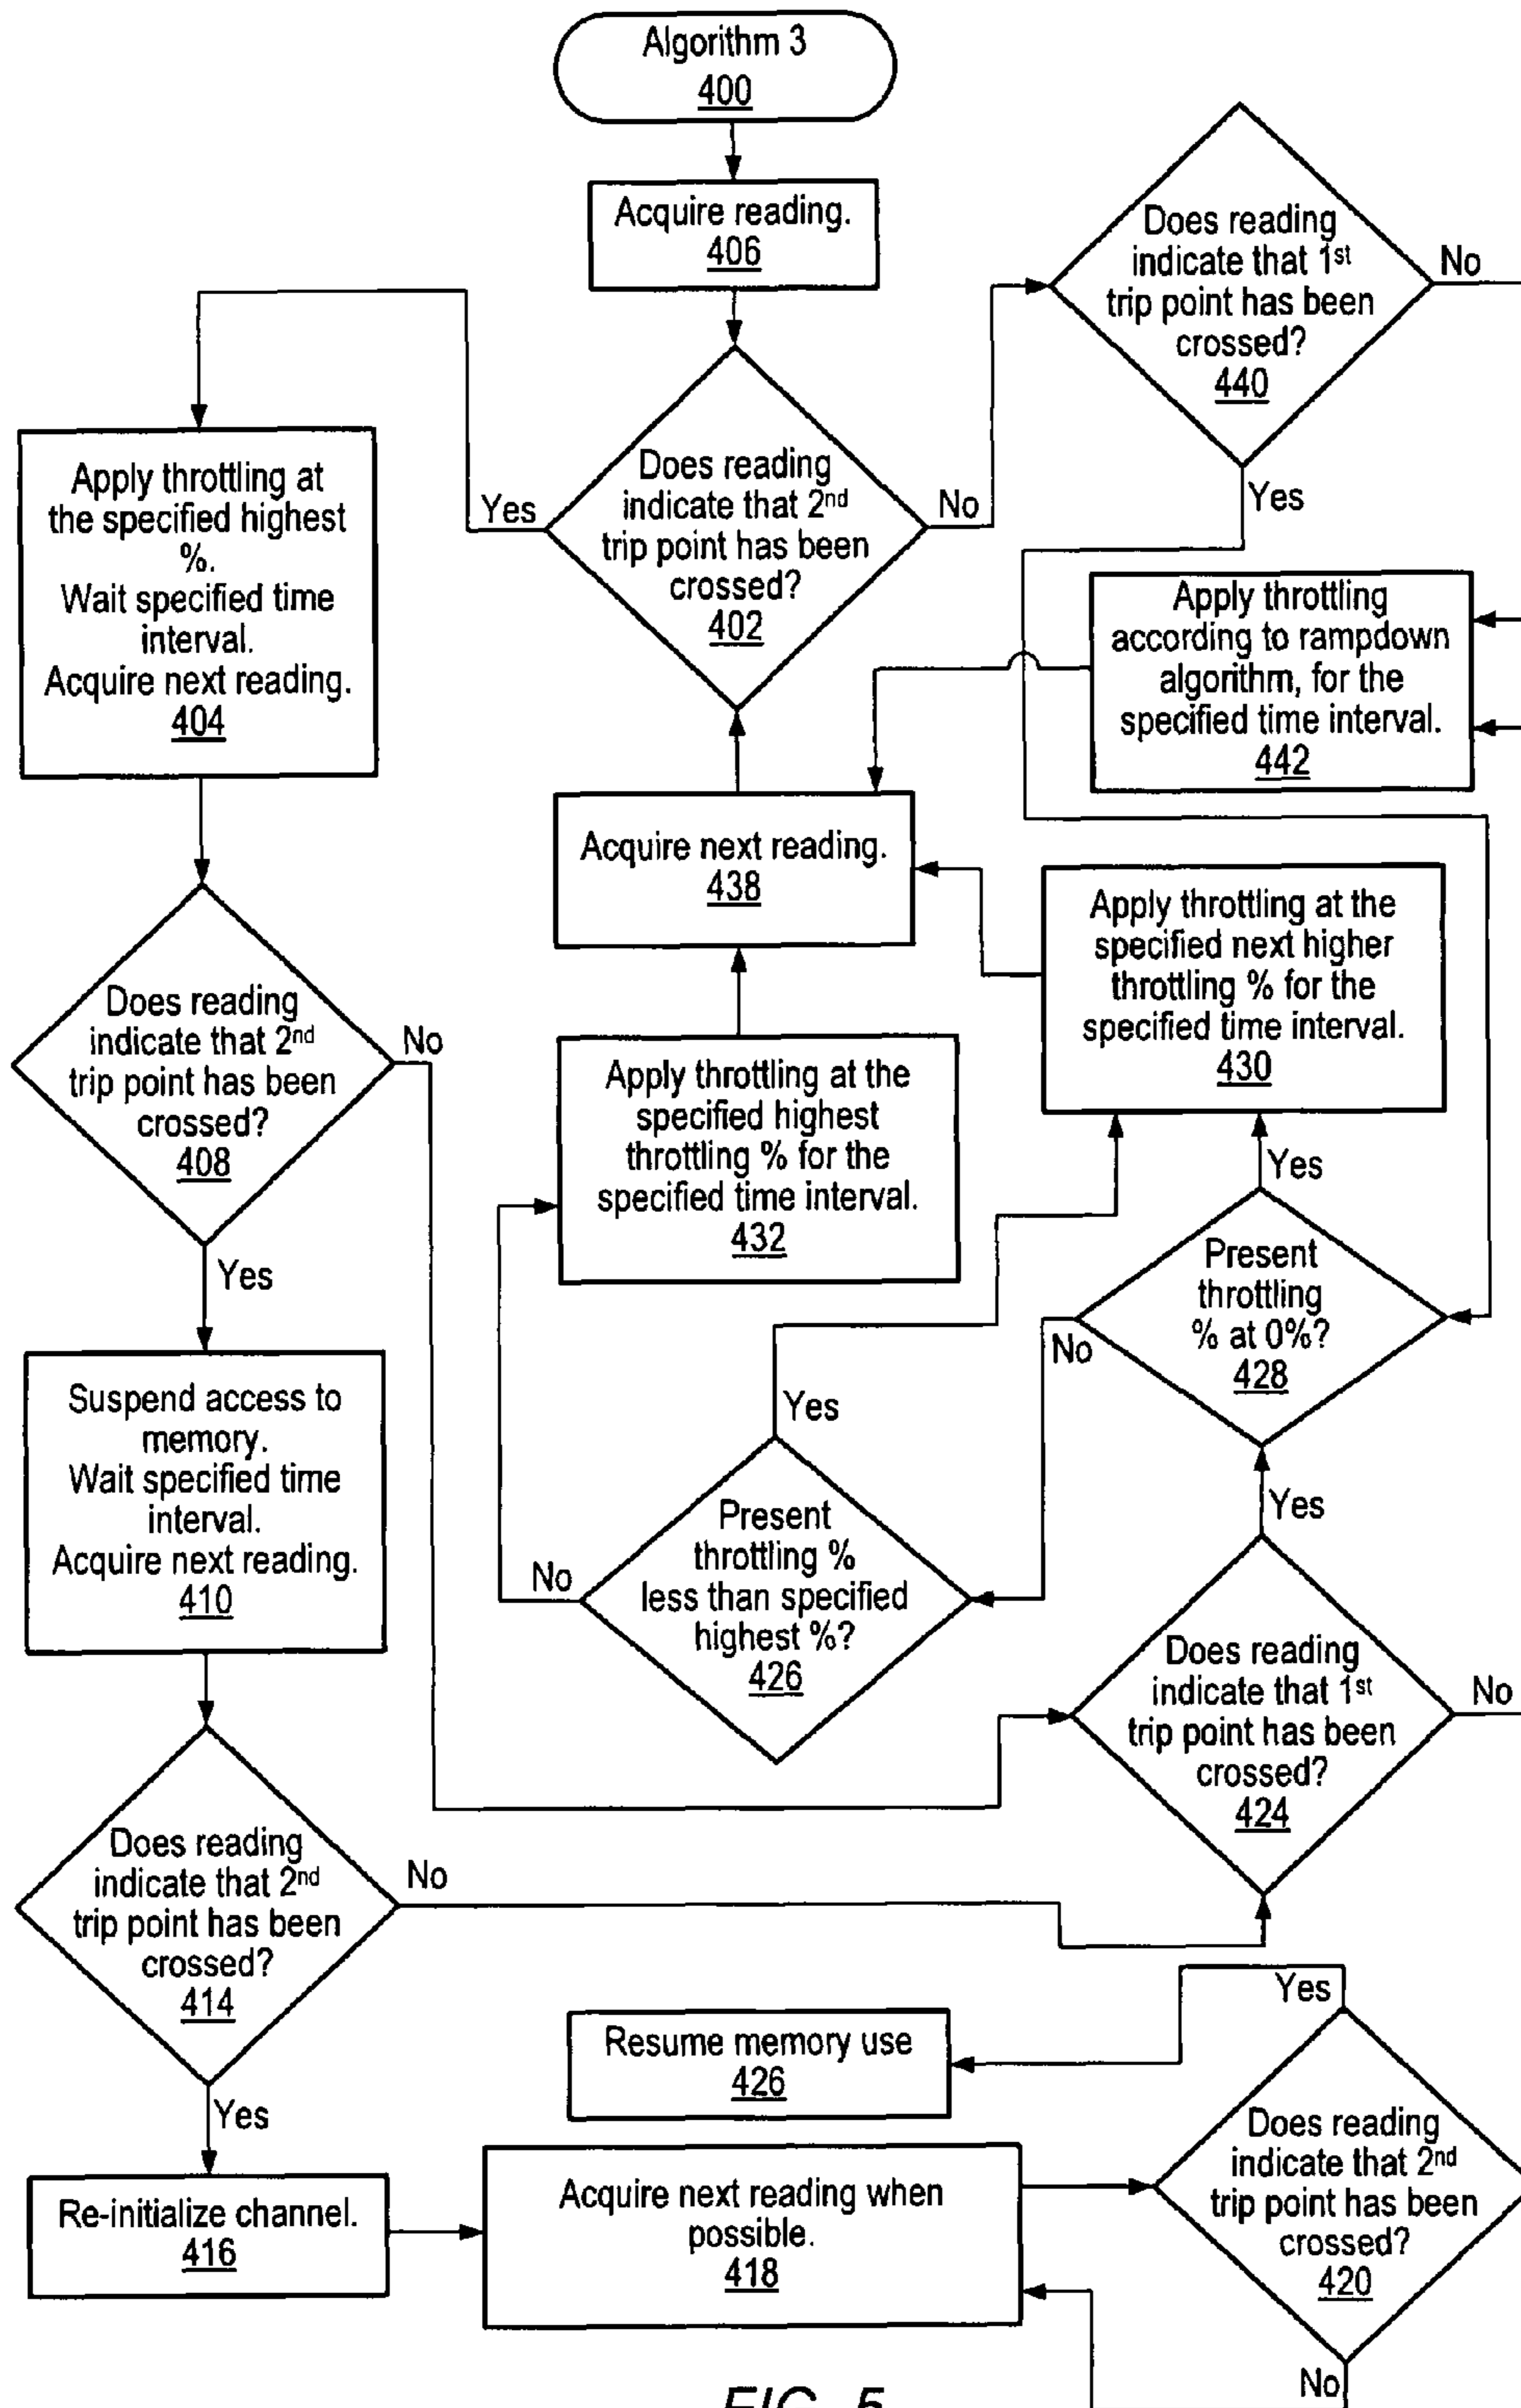 Algorithm 3
400
Acquire reading.
406
Does reading
indicate that 1st
trip point has been
crossed?
440
No
Yes
Does reading
indicate that 2nd
trip point has been
crossed?
402
Yes
No
Apply throttling at
the specified highest
%.
Wait specified time
interval.
Acquire next reading.
404
Apply throttling
according to rampdown
algorithm, for the
specified time interval.
442
Acquire next reading.
438
Apply throttling at the
specified next higher
throttling % for the
specified time interval.
430
Does reading
indicate that 2nd
trip point has been
crossed?
408
No
Yes
Apply throttling at the
specified highest
throttling % for the
specified time interval.
432
Yes
Present
throttling
% at 0%?
428
No
Suspend access to
memory.
Wait specified time
interval.
Acquire next reading.
410
Yes
Present
throttling %
less than specified
highest %?
426
No
Yes
Does reading
indicate that 1st
trip point has been
crossed?
424
No
Does reading
indicate that 2nd
trip point has been
crossed?
414
No
Yes
Resume memory use
426
Yes
Does reading
indicate that 2nd
trip point has been
crossed?
420
No
Re-initialize channel.
416
Acquire next reading when
possible.
418
FIG. 5